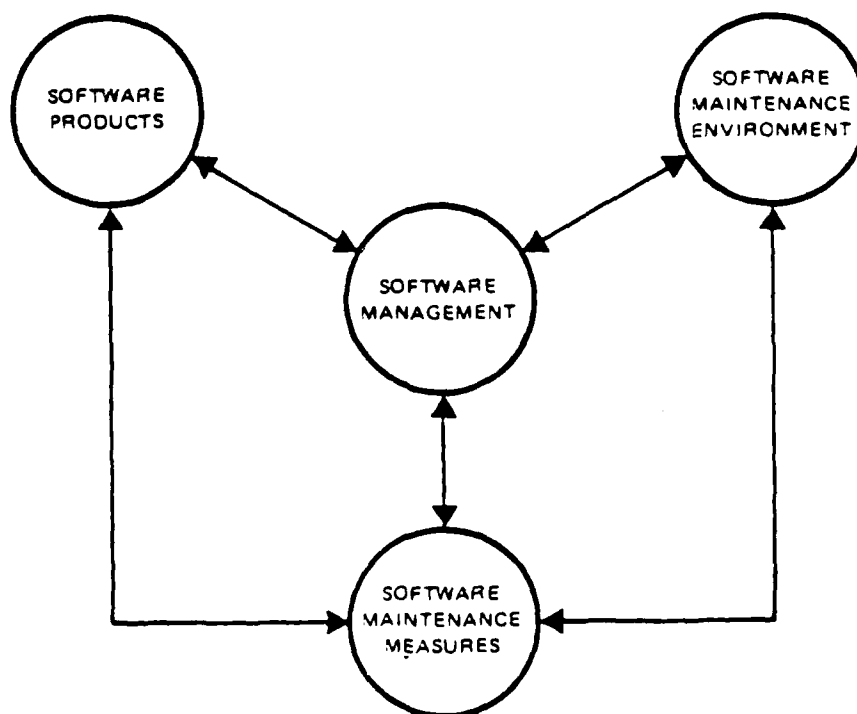 SOFTWARE
PRODUCTS
SOFTWARE
MAINTENANCE
ENVIRONMENT
SOFTWARE
MANAGEMENT
SOFTWARE
MAINTENANCE
MEASURES